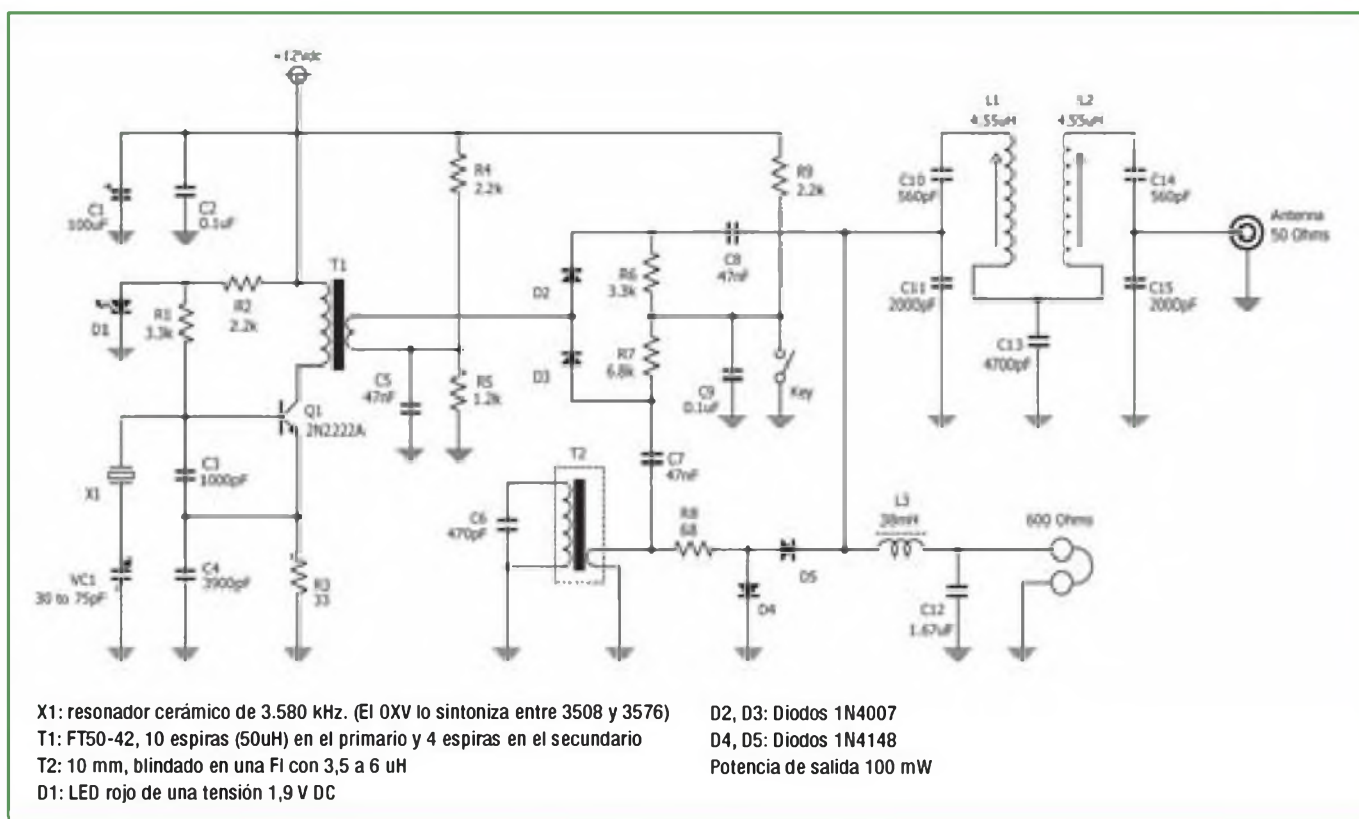 L1
4.55uH
L2
4.55uH
R4
2.2k
R9
2.2k
C10
560pF
C14
560pF
Antenna
50 Ohms
C1
100uF
C2
0.1uF
T1
D2
R6
3.3k
C8
47nF
C11
2000pF
C15
2000pF
D1
R1
3.3k
R2
2.2k
C13
4700pF
D3
R7
6.8k
C5
47nF
R5
1.2k
C9
0.1uF
Key
Q1
2N2222A
T2
C7
47nF
X1
C3
1000pF
C6
470pF
R8
68
L3
38mH
600 Ohms
VC1
30 to 75pF
C4
3900pF
R3
33
D5
D4
C12
1.67uF
X1: resonador cerámico de 3.580 kHz. (El OXV lo sintoniza entre 3508 y 3576)
T1: FT50-42, 10 espiras (50uH) en el primario y 4 espiras en el secundario
T2: 10 mm, blindado en una FI con 3,5 a 6 uH
D1: LED rojo de una tensión 1,9 V DC
D2, D3: Diodos 1N4007
D4, D5: Diodos 1N4148
Potencia de salida 100 mW